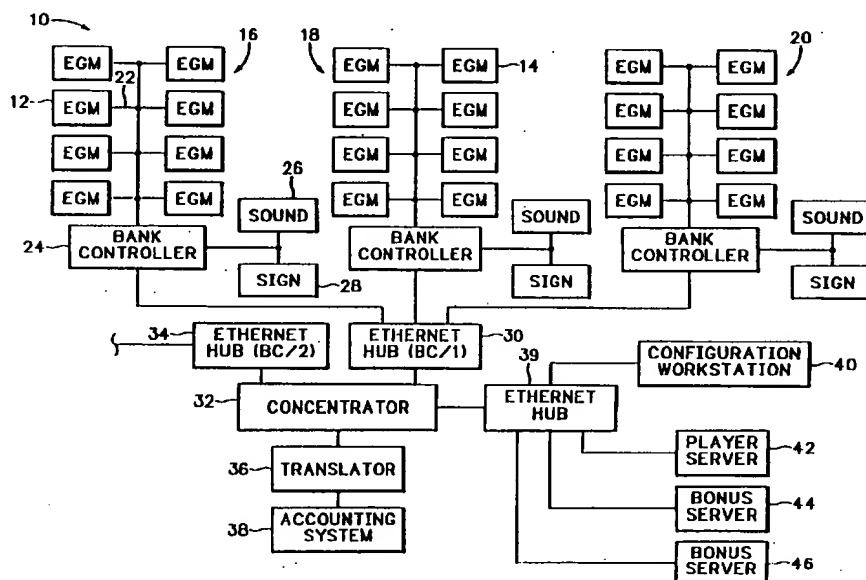 10
16
18
20
EGM EGM EGM EGM EGM EGM
14
12
22
EGM EGM EGM EGM EGM EGM
EGM EGM EGM EGM EGM EGM
EGM EGM EGM EGM EGM EGM
26
SOUND SOUND SOUND
24
BANK CONTROLLER
BANK CONTROLLER
BANK CONTROLLER
SIGN SIGN SIGN
28
34
ETHERNET
HUB (BC/2)
ETHERNET
HUB (BC/1)
30
39
CONFIGURATION
WORKSTATION
40
32
CONCENTRATOR
ETHERNET
HUB
PLAYER
SERVER
42
36
TRANSLATOR
BONUS
SERVER
44
38
ACCOUNTING
SYSTEM
BONUS
SERVER
46